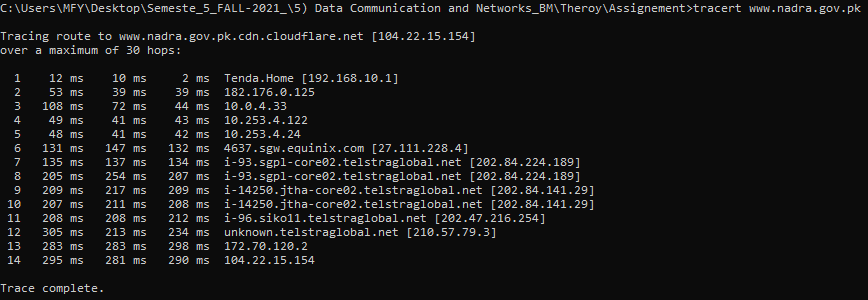 C:\Users\MFY\Desktop\Semeste_5_FALL-2021_\5) Data Communication and Networks_BM\Theroy\Assignement>tracert www.nadra.gov.pk
Tracing route to www.nadra.gov.pk.cdn.cloudflare.net [104.22.15.154]
over a maximum of 30 hops:
1 12 ms 10 ms 2 ms Tenda.Home [192.168.10.1]
2 53 ms 39 ms 39 ms 182.176.0.125
3 108 ms 72 ms 44 ms 10.0.4.33
4 49 ms 41 ms 43 ms 10.253.4.122
5 48 ms 41 ms 42 ms 10.253.4.24
6 131 ms 147 ms 132 ms 4637.sgw.equinix.com [27.111.228.4]
7 135 ms 137 ms 134 ms i-93.sgpl-core02.telstraglobal.net [202.84.224.189]
8 205 ms 254 ms 207 ms i-93.sgpl-core02.telstraglobal.net [202.84.224.189]
9 209 ms 217 ms 209 ms i-14250.jtha-core02.telstraglobal.net [202.84.141.29]
10 207 ms 211 ms 208 ms i-14250.jtha-core02.telstraglobal.net [202.84.141.29]
11 208 ms 208 ms 212 ms i-96.siko11.telstraglobal.net [202.47.216.254]
12 305 ms 213 ms 234 ms unknown.telstraglobal.net [210.57.79.3]
13 283 ms 283 ms 298 ms 172.70.120.2
14 295 ms 281 ms 290 ms 104.22.15.154
Trace complete.